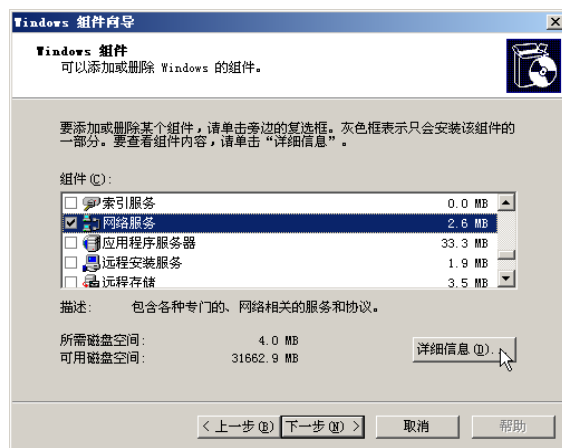 Windows 组件向导
Windows 组件
可以添加或删除 Windows 的组件。
要添加或删除某个组件，请单击旁边的复选框。灰色框表示只会安装该组件的
一部分。要查看组件内容，请单击“详细信息”。
组件(C):
索引服务 0.0 MB
网络服务 2.6 MB
应用程序服务器 33.3 MB
远程安装服务 1.9 MB
远程存储 3.5 MB
描述: 包含各种专门的、网络相关的服务和协议。
所需磁盘空间: 4.0 MB
可用磁盘空间: 31662.9 MB
详细信息(D)...
< 上一步(B) 下一步(N) > 取消 帮助